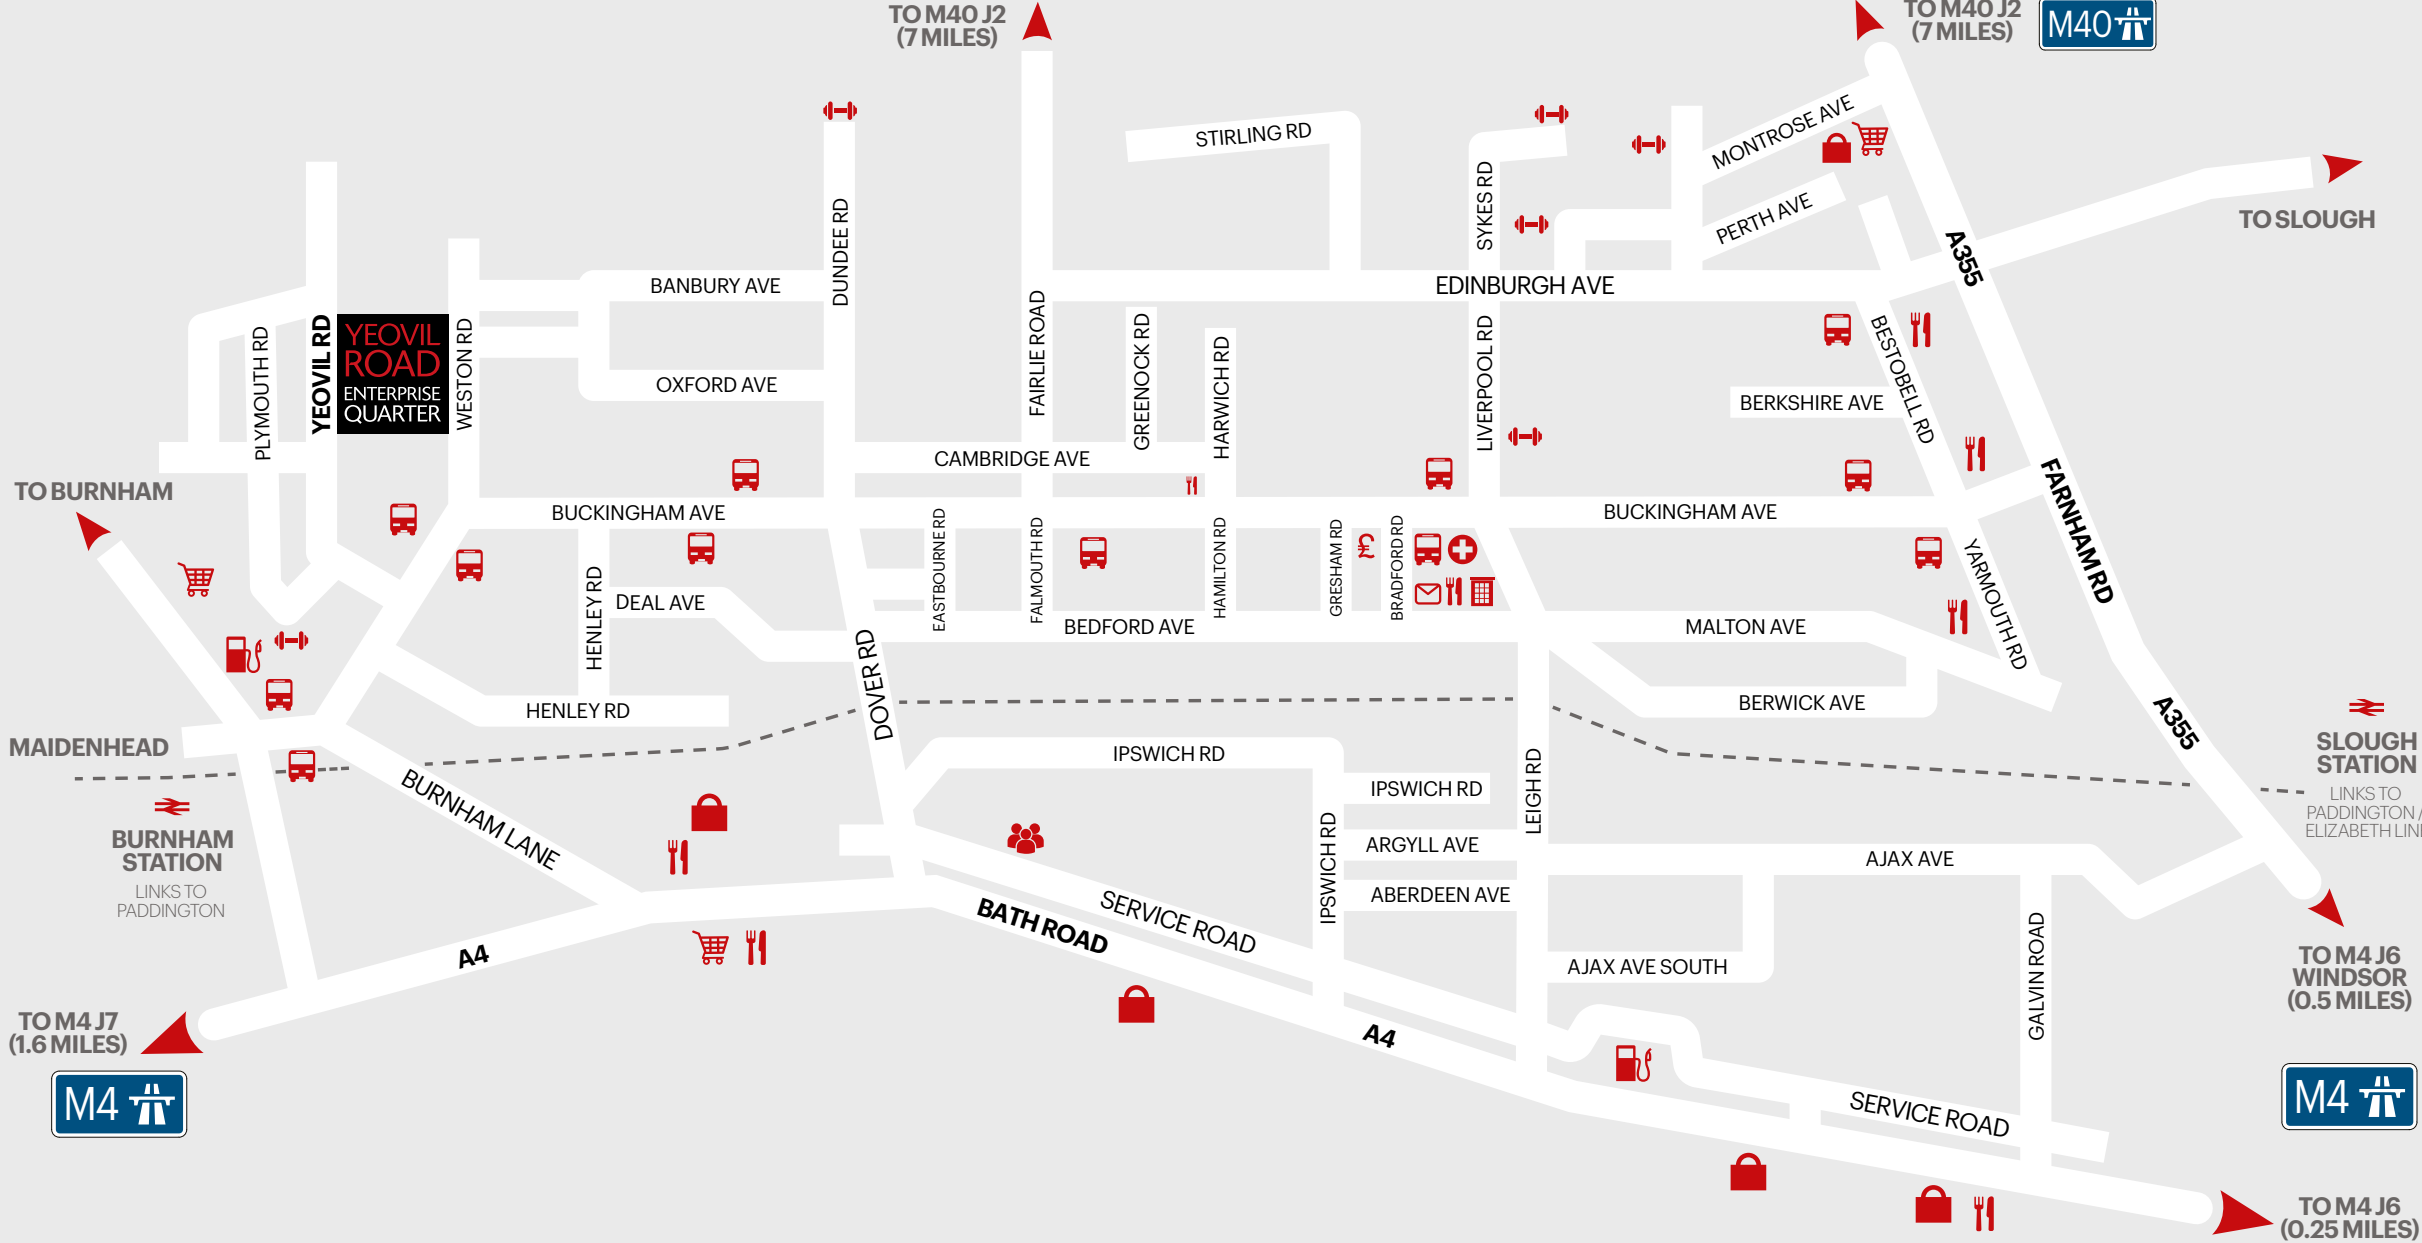 TO M40 J2
(7 MILES)
TO M40 J2
(7 MILES)
M40
STIRLING RD
MONTROSE AVE
SYKES RD
PERTH AVE
TO SLOUGH
DUNDEE RD
A355
BANBURY AVE
EDINBURGH AVE
YEOVIL RD
YEOVIL
ROAD
ENTERPRISE
QUARTER
PLYMOUTH RD
WESTON RD
FAIRLIE ROAD
GREENOCK RD
HARWICH RD
LIVERPOOL RD
BESTOBELL RD
OXFORD AVE
BERKSHIRE AVE
CAMBRIDGE AVE
TO BURNHAM
FARNHAM RD
BUCKINGHAM AVE
BUCKINGHAM AVE
EASTBOURNE RD
FALMOUTH RD
HAMILTON RD
GRESHAM RD
£
BRADFORD RD
YARMOUTH RD
HENLEY RD
DEAL AVE
BEDFORD AVE
MALTON AVE
DOVER RD
HENLEY RD
BERWICK AVE
A355
MAIDENHEAD
SLOUGH
STATION
LINKS TO
PADDINGTON /
IPSWICH RD
IPSWICH RD
LEIGH RD
BURNHAM LANE
BURNHAM
STATION
LINKS TO
PADDINGTON
IPSWICH RD
ARGYLL AVE
AJAX AVE
ABERDEEN AVE
SERVICE ROAD
BATH ROAD
A4
AJAX AVE SOUTH
GALVIN ROAD
TO M4 J6
WINDSOR
(0.5 MILES)
TO M4 J7
(1.6 MILES)
A4
M4
M4
SERVICE ROAD
TO M4 J6
(0.25 MILES)
ELIZABETH